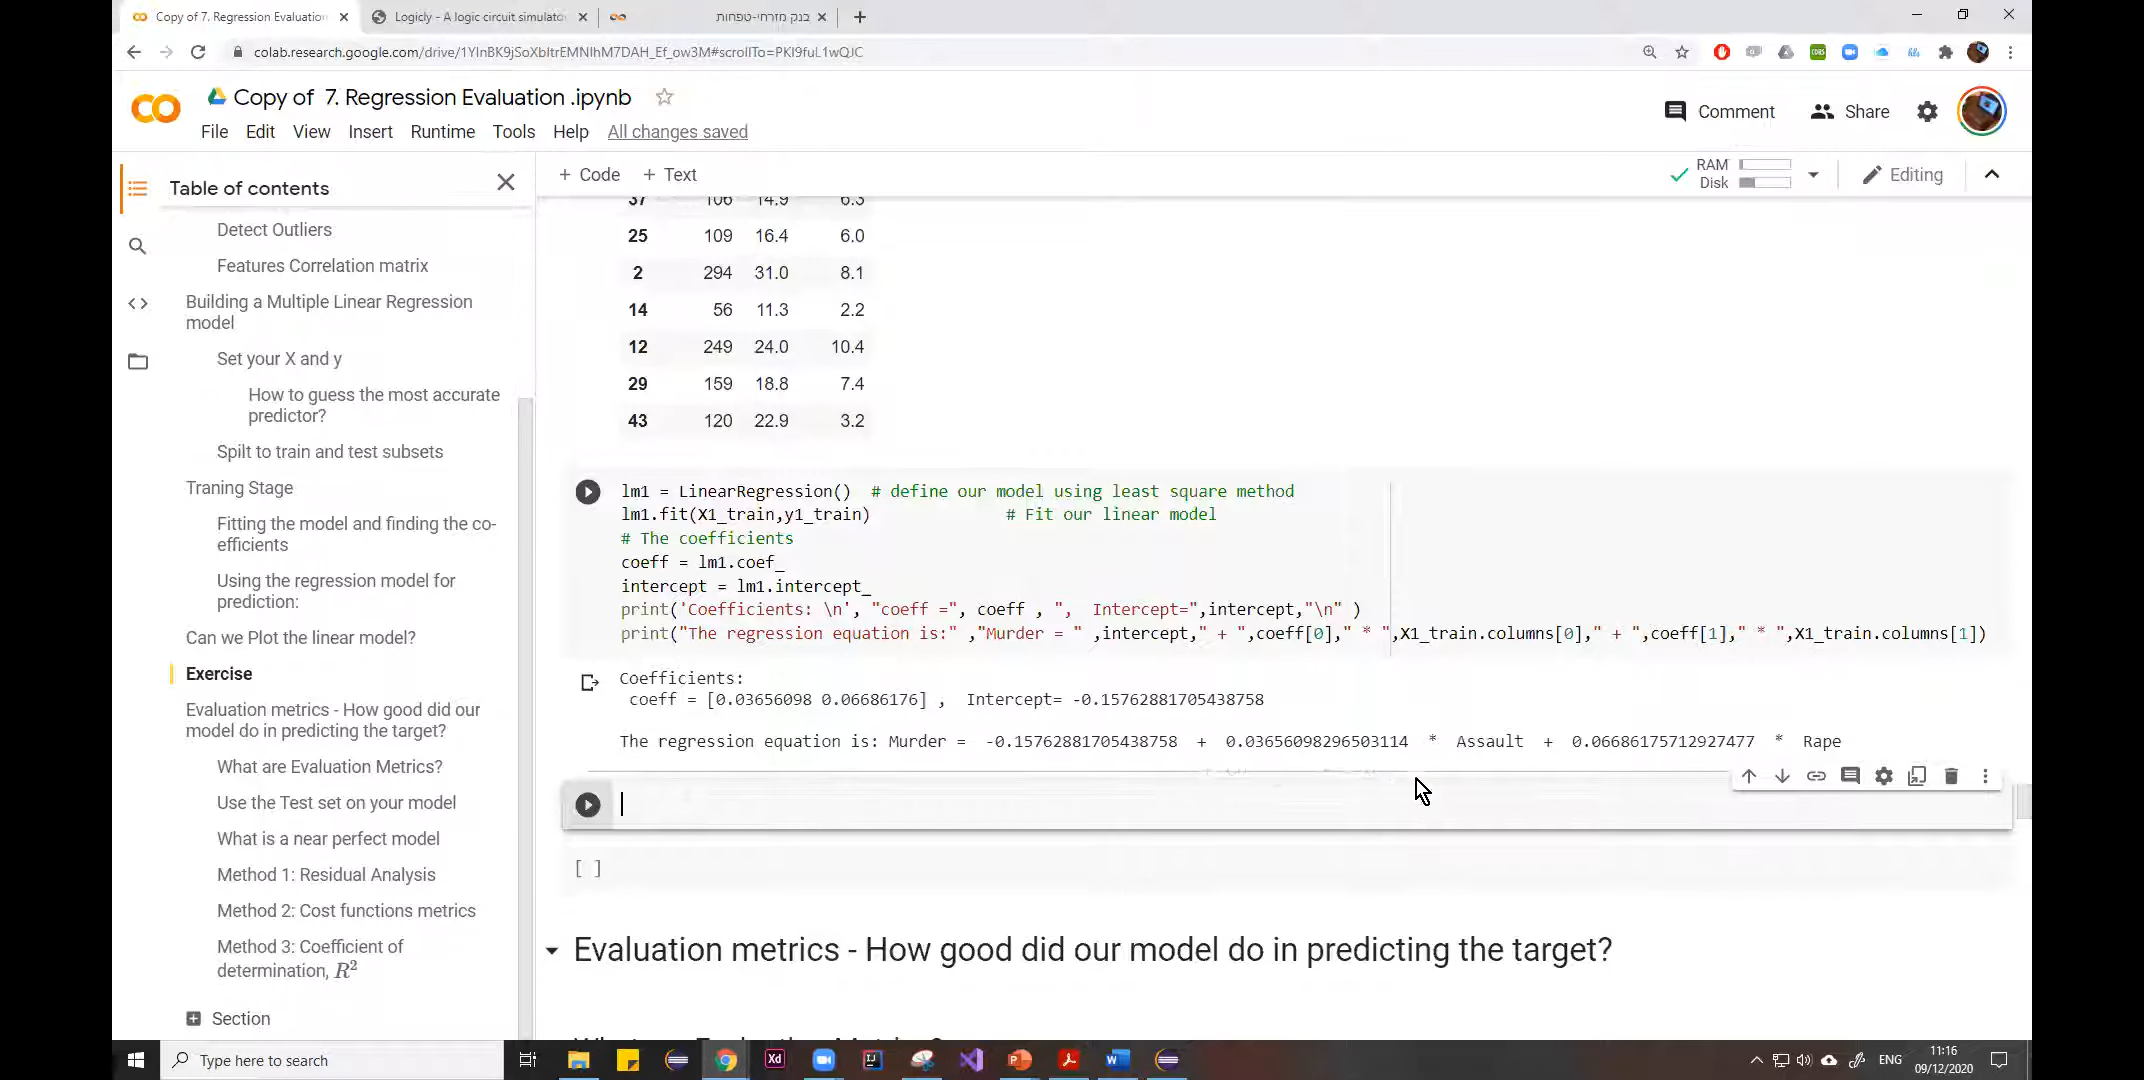 Copy of 7. Regression Evaluation
Logicly - A logic circuit simulato
בנק מזרחי-טפחות
colab.research.google.com/drive/1YlnBK9jSoXbItrEMNlhM7DAH_Ef_ow3M#scrollTo=PKl9fuL1wQJC
Copy of 7. Regression Evaluation .ipynb
Comment
Share
File Edit View Insert Runtime Tools Help All changes saved
Table of contents
+ Code + Text
RAM
Disk
Editing
Detect Outliers
Features Correlation matrix
Building a Multiple Linear Regression
model
Set your X and y
How to guess the most accurate
predictor?
Spilt to train and test subsets
Traning Stage
Fitting the model and finding the co-
efficients
Using the regression model for
prediction:
Can we Plot the linear model?
Exercise
Evaluation metrics - How good did our
model do in predicting the target?
What are Evaluation Metrics?
Use the Test set on your model
What is a near perfect model
Method 1: Residual Analysis
Method 2: Cost functions metrics
Method 3: Coefficient of
determination, R²
Section
37 106 14.9 6.3
25 109 16.4 6.0
2 294 31.0 8.1
14 56 11.3 2.2
12 249 24.0 10.4
29 159 18.8 7.4
43 120 22.9 3.2
lm1 = LinearRegression() # define our model using least square method
lm1.fit(X1_train,y1_train) # Fit our linear model
# The coefficients
coeff = lm1.coef_
intercept = lm1.intercept_
print('Coefficients: \n', "coeff =", coeff , ", Intercept=",intercept,"\n" )
print("The regression equation is:" ,"Murder = " ,intercept," + ",coeff[0]," * ",X1_train.columns[0]," + ",coeff[1]," * ",X1_train.columns[1])
Coefficients:
coeff = [0.03656098 0.06686176] , Intercept= -0.15762881705438758
The regression equation is: Murder = -0.15762881705438758 + 0.03656098296503114 * Assault + 0.06686175712927477 * Rape
[ ]
Evaluation metrics - How good did our model do in predicting the target?
Type here to search
ENG
11:16
09/12/2020